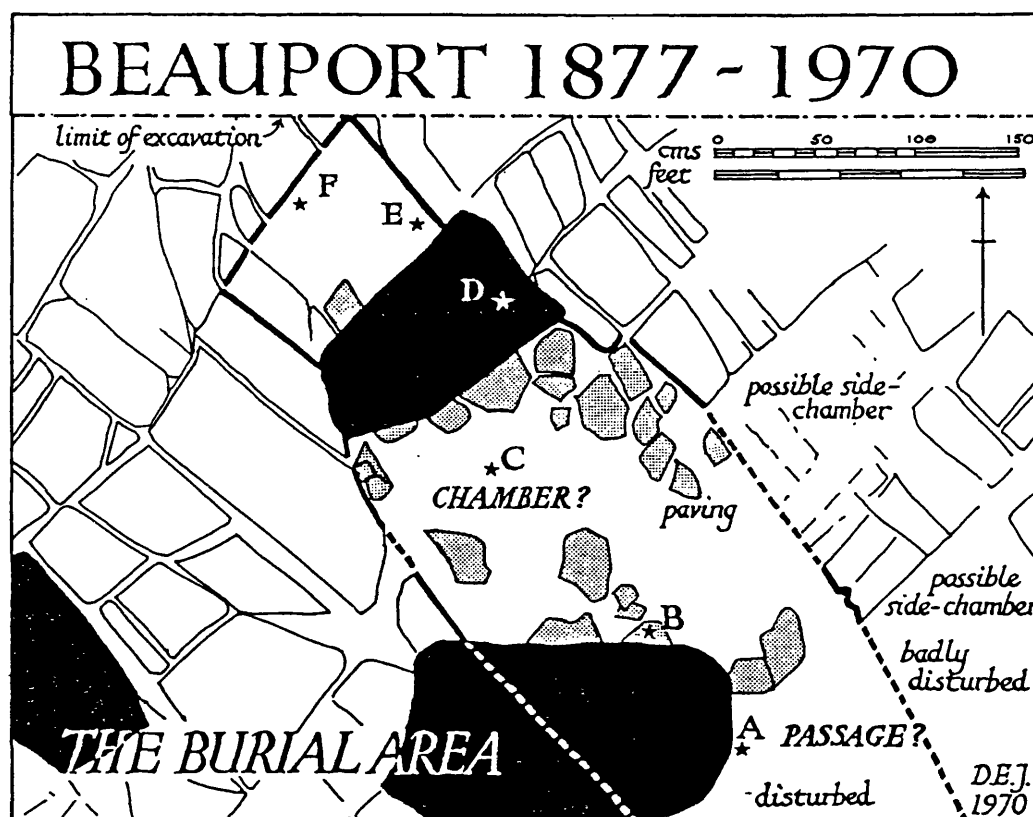 BEAUPORT 1877-1970
limit of excavation
0 50 100 150
cms
feet
F
E
D
possible side-
chamber
C
CHAMBER?
paving
possible
side-chamber
B
badly
disturbed
A
PASSAGE?
THE BURIAL AREA
D.E.J.
1970
disturbed